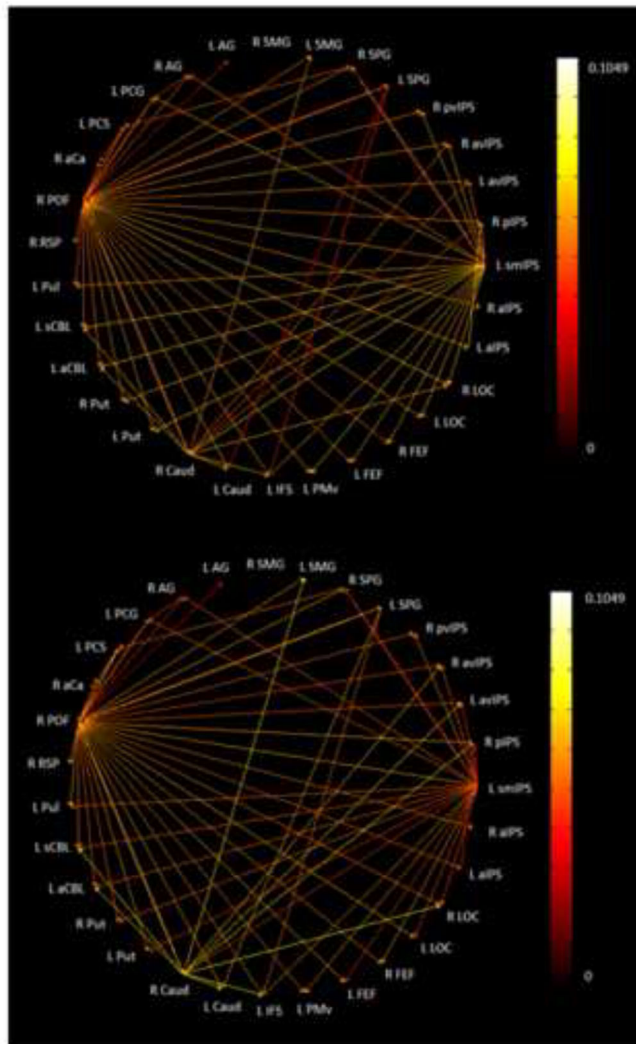 L AG
R SMG
L SMG
R SPG
R AG
L SPG
L PCG
R pvIPS
L PCS
R avIPS
R aCa
L avIPS
R POF
R pIPS
R RSP
L smIPS
L Pul
R aIPS
L sCBL
L aIPS
L aCBL
R LOC
R Put
L LOC
L Put
R FEF
R Caud
L FEF
L Caud
L IFS
L PMv
0.1049
0
L AG
R SMG
L SMG
R SPG
R AG
L SPG
L PCG
R pvIPS
L PCS
R avIPS
R aCa
L avIPS
R POF
R pIPS
R RSP
L smIPS
L Pul
R aIPS
L sCBL
L aIPS
L aCBL
R LOC
R Put
L LOC
L Put
R FEF
R Caud
L FEF
L Caud
L IFS
L PMv
0.1049
0